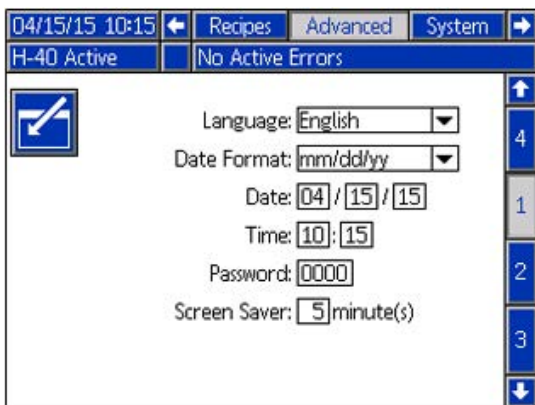 04/15/15 10:15 Recipes Advanced System
H-40 Active No Active Errors
Language: English
4
Date Format: mm/dd/yy
Date: 04 / 15 / 15
1
Time: 10 : 15
Password: 0000
2
Screen Saver: 5 minute(s)
3